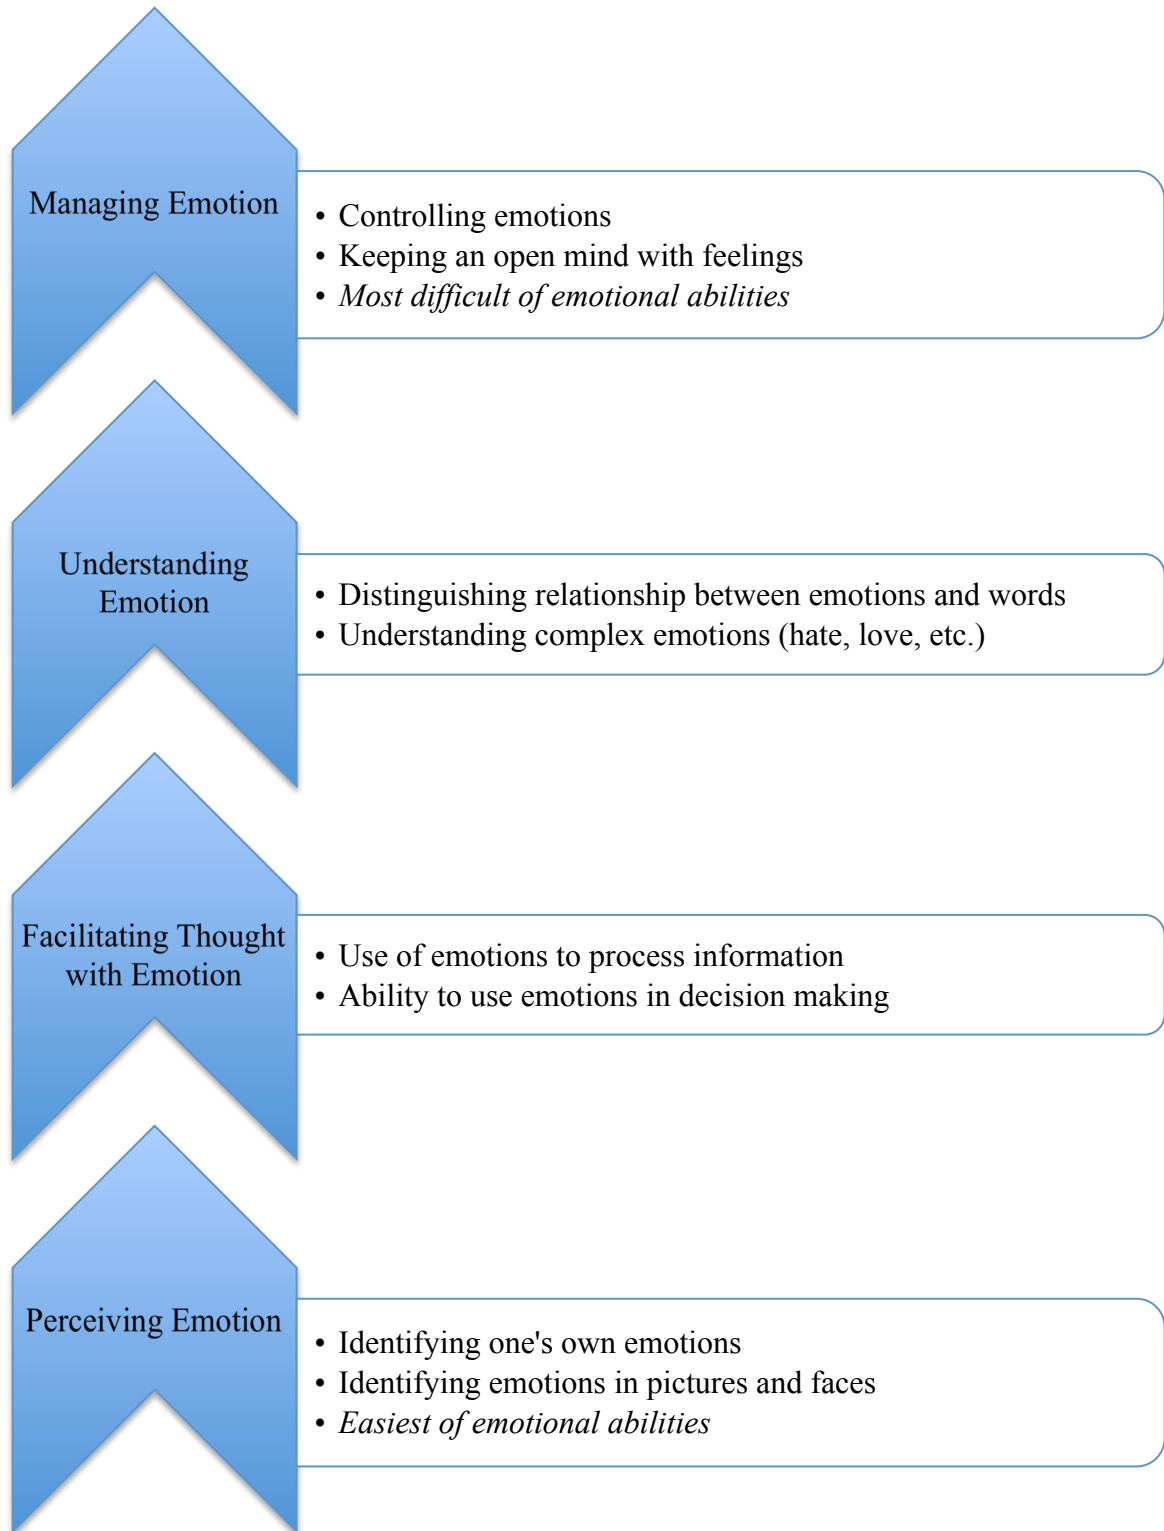 Managing Emotion
• Controlling emotions
• Keeping an open mind with feelings
• Most difficult of emotional abilities
Understanding
Emotion
• Distinguishing relationship between emotions and words
• Understanding complex emotions (hate, love, etc.)
Facilitating Thought
with Emotion
• Use of emotions to process information
• Ability to use emotions in decision making
Perceiving Emotion
• Identifying one's own emotions
• Identifying emotions in pictures and faces
• Easiest of emotional abilities